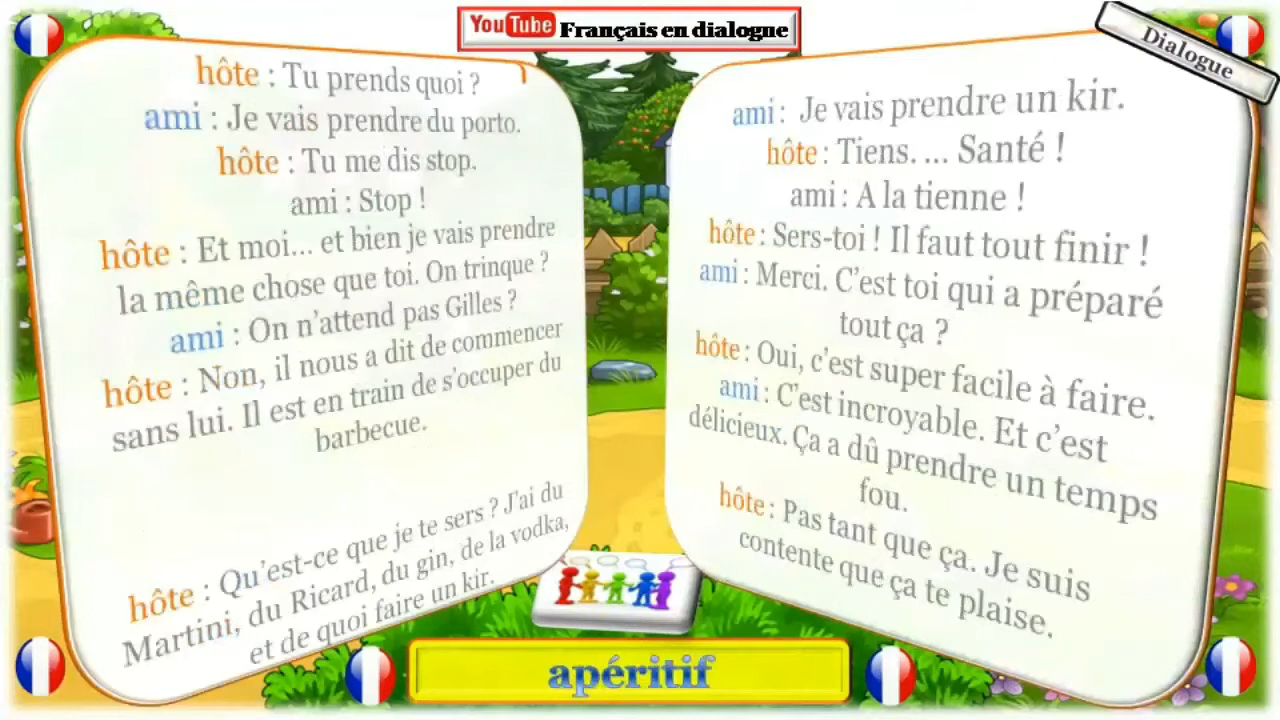 YouTube Français en dialogue
Dialogue
hôte : Tu prends quoi ?
ami : Je vais prendre du porto.
hôte : Tu me dis stop.
ami : Stop !
hôte : Et moi... et bien je vais prendre
la même chose que toi. On trinque ?
ami : On n'attend pas Gilles ?
hôte : Non, il nous a dit de commencer
sans lui. Il est en train de s'occuper du
barbecue.
hôte : Qu'est-ce que je te sers ? J'ai du
Martini, du Ricard, du gin, de la vodka,
et de quoi faire un kir.
ami : Je vais prendre un kir.
hôte : Tiens. ... Santé !
ami : A la tienne !
hôte : Sers-toi ! Il faut tout finir !
ami : Merci. C'est toi qui a préparé
tout ça ?
hôte : Oui, c'est super facile à faire.
ami : C'est incroyable. Et c'est
délicieux. Ça a dû prendre un temps
fou.
hôte : Pas tant que ça. Je suis
contente que ça te plaise.
apéritif